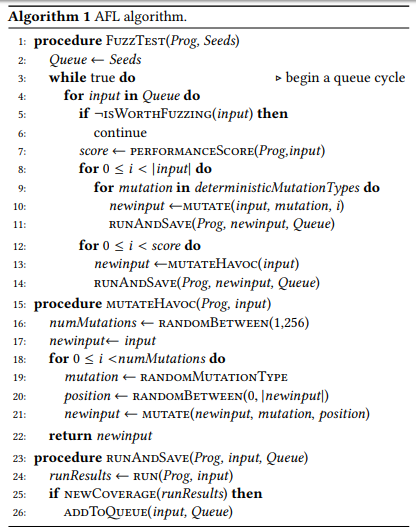 Algorithm 1 AFL algorithm.
1: procedure FuzzTest(Prog, Seeds)
2: Queue ← Seeds
3: while true do ▷ begin a queue cycle
4: for input in Queue do
5: if ¬isWorthFuzzing(input) then
6: continue
7: score ← performanceScore(Prog,input)
8: for 0 ≤ i < |input| do
9: for mutation in deterministicMutationTypes do
10: newinput ←mutate(input, mutation, i)
11: runAndSave(Prog, newinput, Queue)
12: for 0 ≤ i < score do
13: newinput ←mutateHavoc(input)
14: runAndSave(Prog, newinput, Queue)
15: procedure mutateHavoc(Prog, input)
16: numMutations ← randomBetween(1,256)
17: newinput← input
18: for 0 ≤ i <numMutations do
19: mutation ← randomMutationType
20: position ← randomBetween(0, |newinput|)
21: newinput ← mutate(newinput, mutation, position)
22: return newinput
23: procedure runAndSave(Prog, input, Queue)
24: runResults ← run(Prog, input)
25: if newCoverage(runResults) then
26: addToQueue(input, Queue)